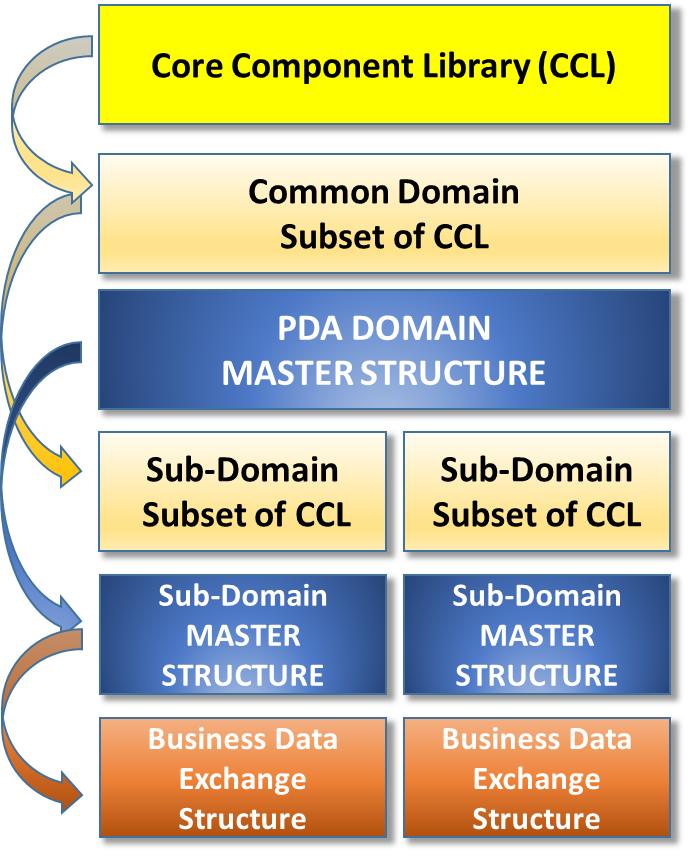 Core Component Library (CCL)
Common Domain
Subset of CCL
PDA DOMAIN
MASTER STRUCTURE
Sub-Domain
Subset of CCL
Sub-Domain
Subset of CCL
Sub-Domain
MASTER
STRUCTURE
Sub-Domain
MASTER
STRUCTURE
Business Data
Exchange
Structure
Business Data
Exchange
Structure